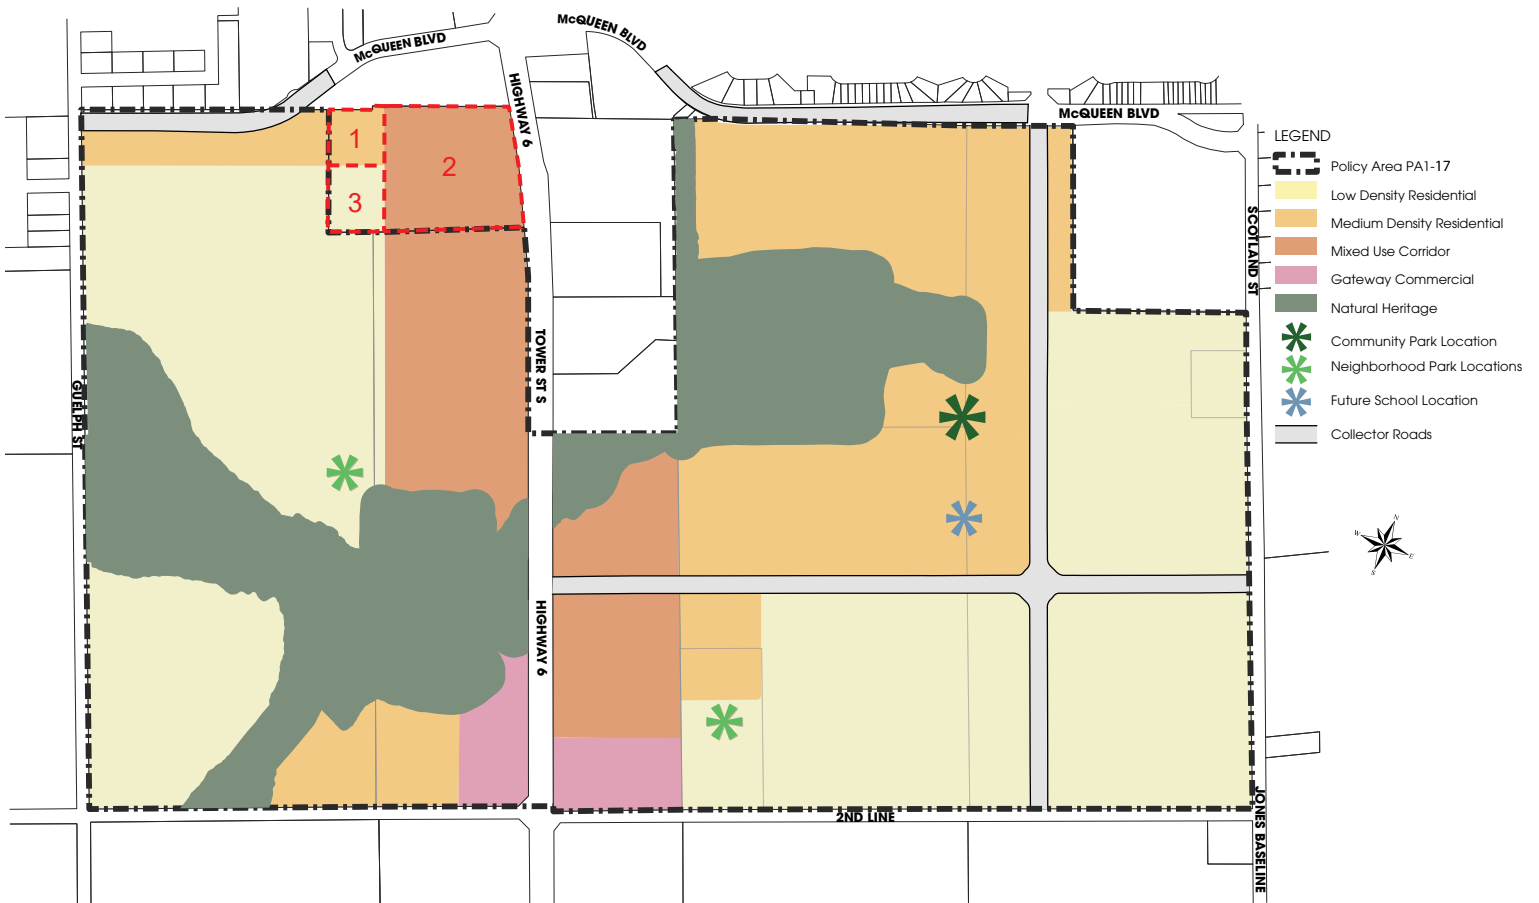 McQUEEN BLVD
McQUEEN BLVD
HIGHWAY 6
McQUEEN BLVD
1
2
3
LEGEND
Policy Area PA1-17
Low Density Residential
Medium Density Residential
Mixed Use Corridor
Gateway Commercial
Natural Heritage
Community Park Location
Neighborhood Park Locations
Future School Location
Collector Roads
SCOTLAND ST
TOWER ST S
GUELPH ST
N
W
E
S
HIGHWAY 6
2ND LINE
JONES BASELINE